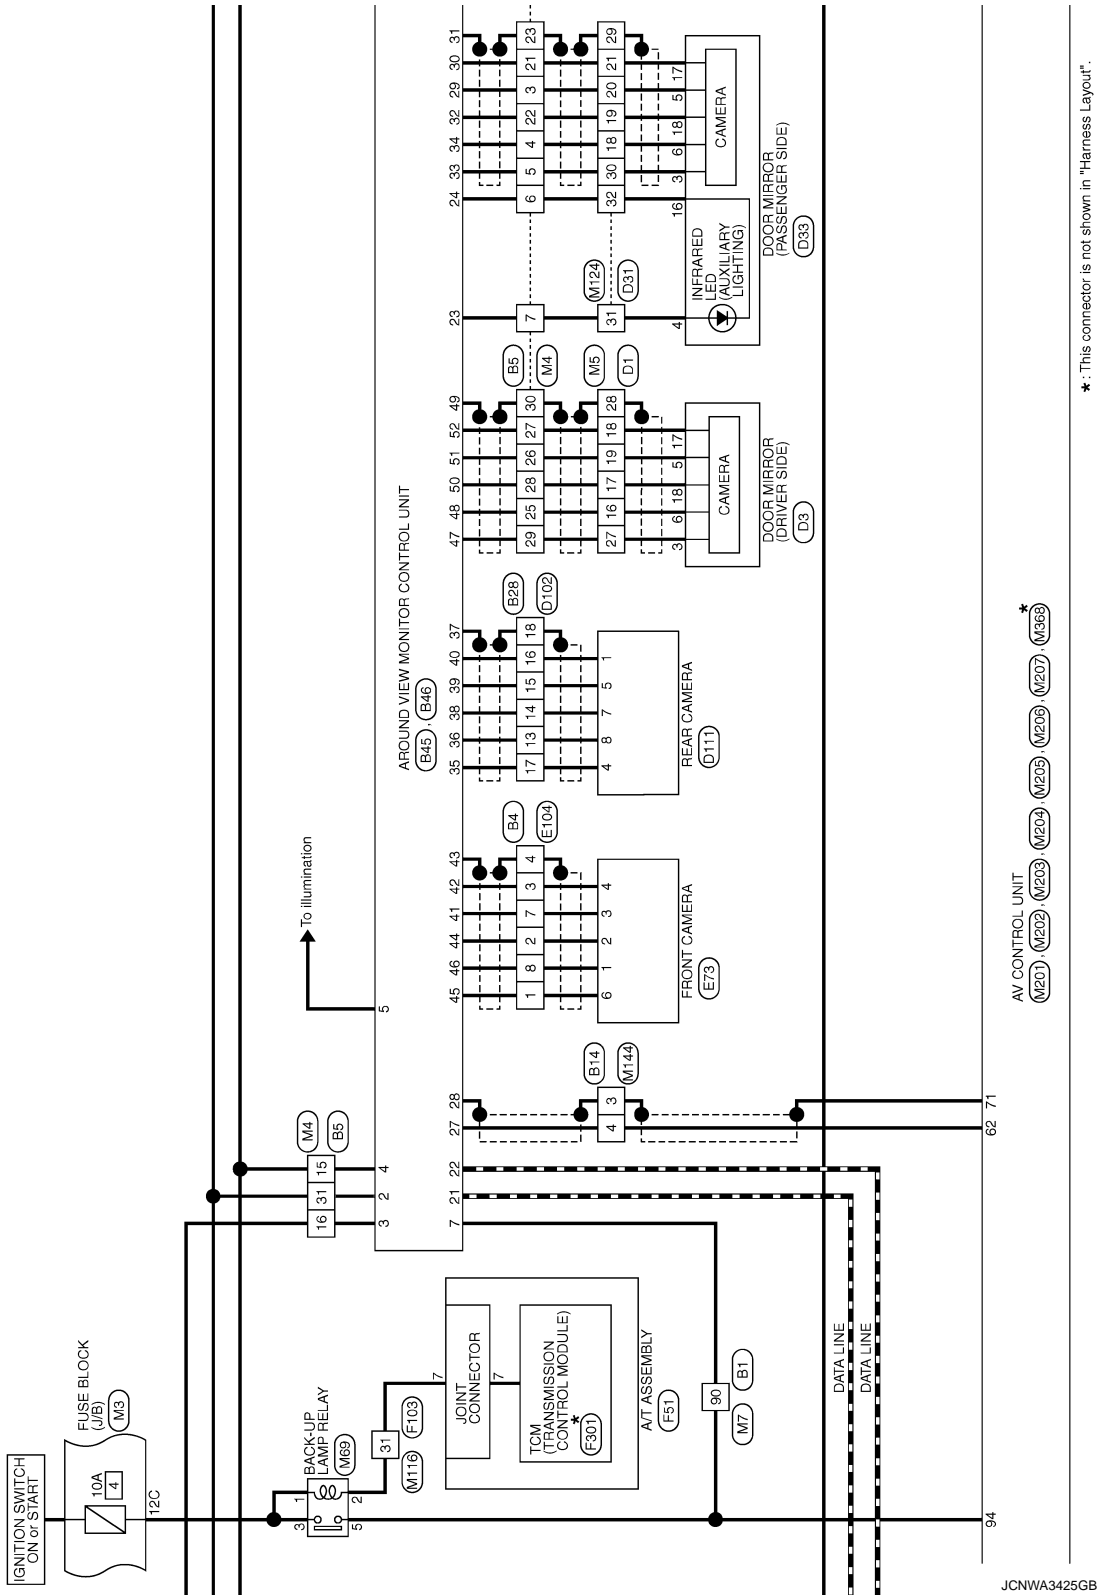 IGNITION SWITCH
ON or START
FUSE BLOCK
(J/B)
M3
10A
4
12C
BACK-UP
LAMP RELAY
M69
1
2
3
5
31
M116
F103
7
JOINT
CONNECTOR
7
TCM
(TRANSMISSION
CONTROL MODULE)
*
F301
A/T ASSEMBLY
F51
90
M7
B1
94
DATA LINE
DATA LINE
M4
B5
16
31
15
3
2
4
5
To illumination
AROUND VIEW MONITOR CONTROL UNIT
B45 , B46
7
21
22
27
28
4
3
B14
M144
62
71
45
46
44
41
42
43
1
8
2
7
3
4
B4
E104
6
1
2
3
4
FRONT CAMERA
E73
35
36
38
39
40
37
17
13
14
15
16
18
B28
D102
4
8
7
5
1
REAR CAMERA
D111
47
48
50
51
52
49
29
25
28
26
27
30
B5
M4
27
16
17
19
18
28
M5
D1
3
6
18
5
17
CAMERA
DOOR MIRROR
(DRIVER SIDE)
D3
23
24
33
34
32
29
30
31
7
6
5
4
22
3
21
23
31
32
30
18
19
20
21
29
M124
D31
4
16
3
6
18
5
17
INFRARED
LED
(AUXILIARY
LIGHTING)
CAMERA
DOOR MIRROR
(PASSENGER SIDE)
D33
AV CONTROL UNIT
M201 , M202 , M203 , M204 , M205 , M206 , M207 , M368 *
* : This connector is not shown in "Harness Layout".
JCNWA3425GB